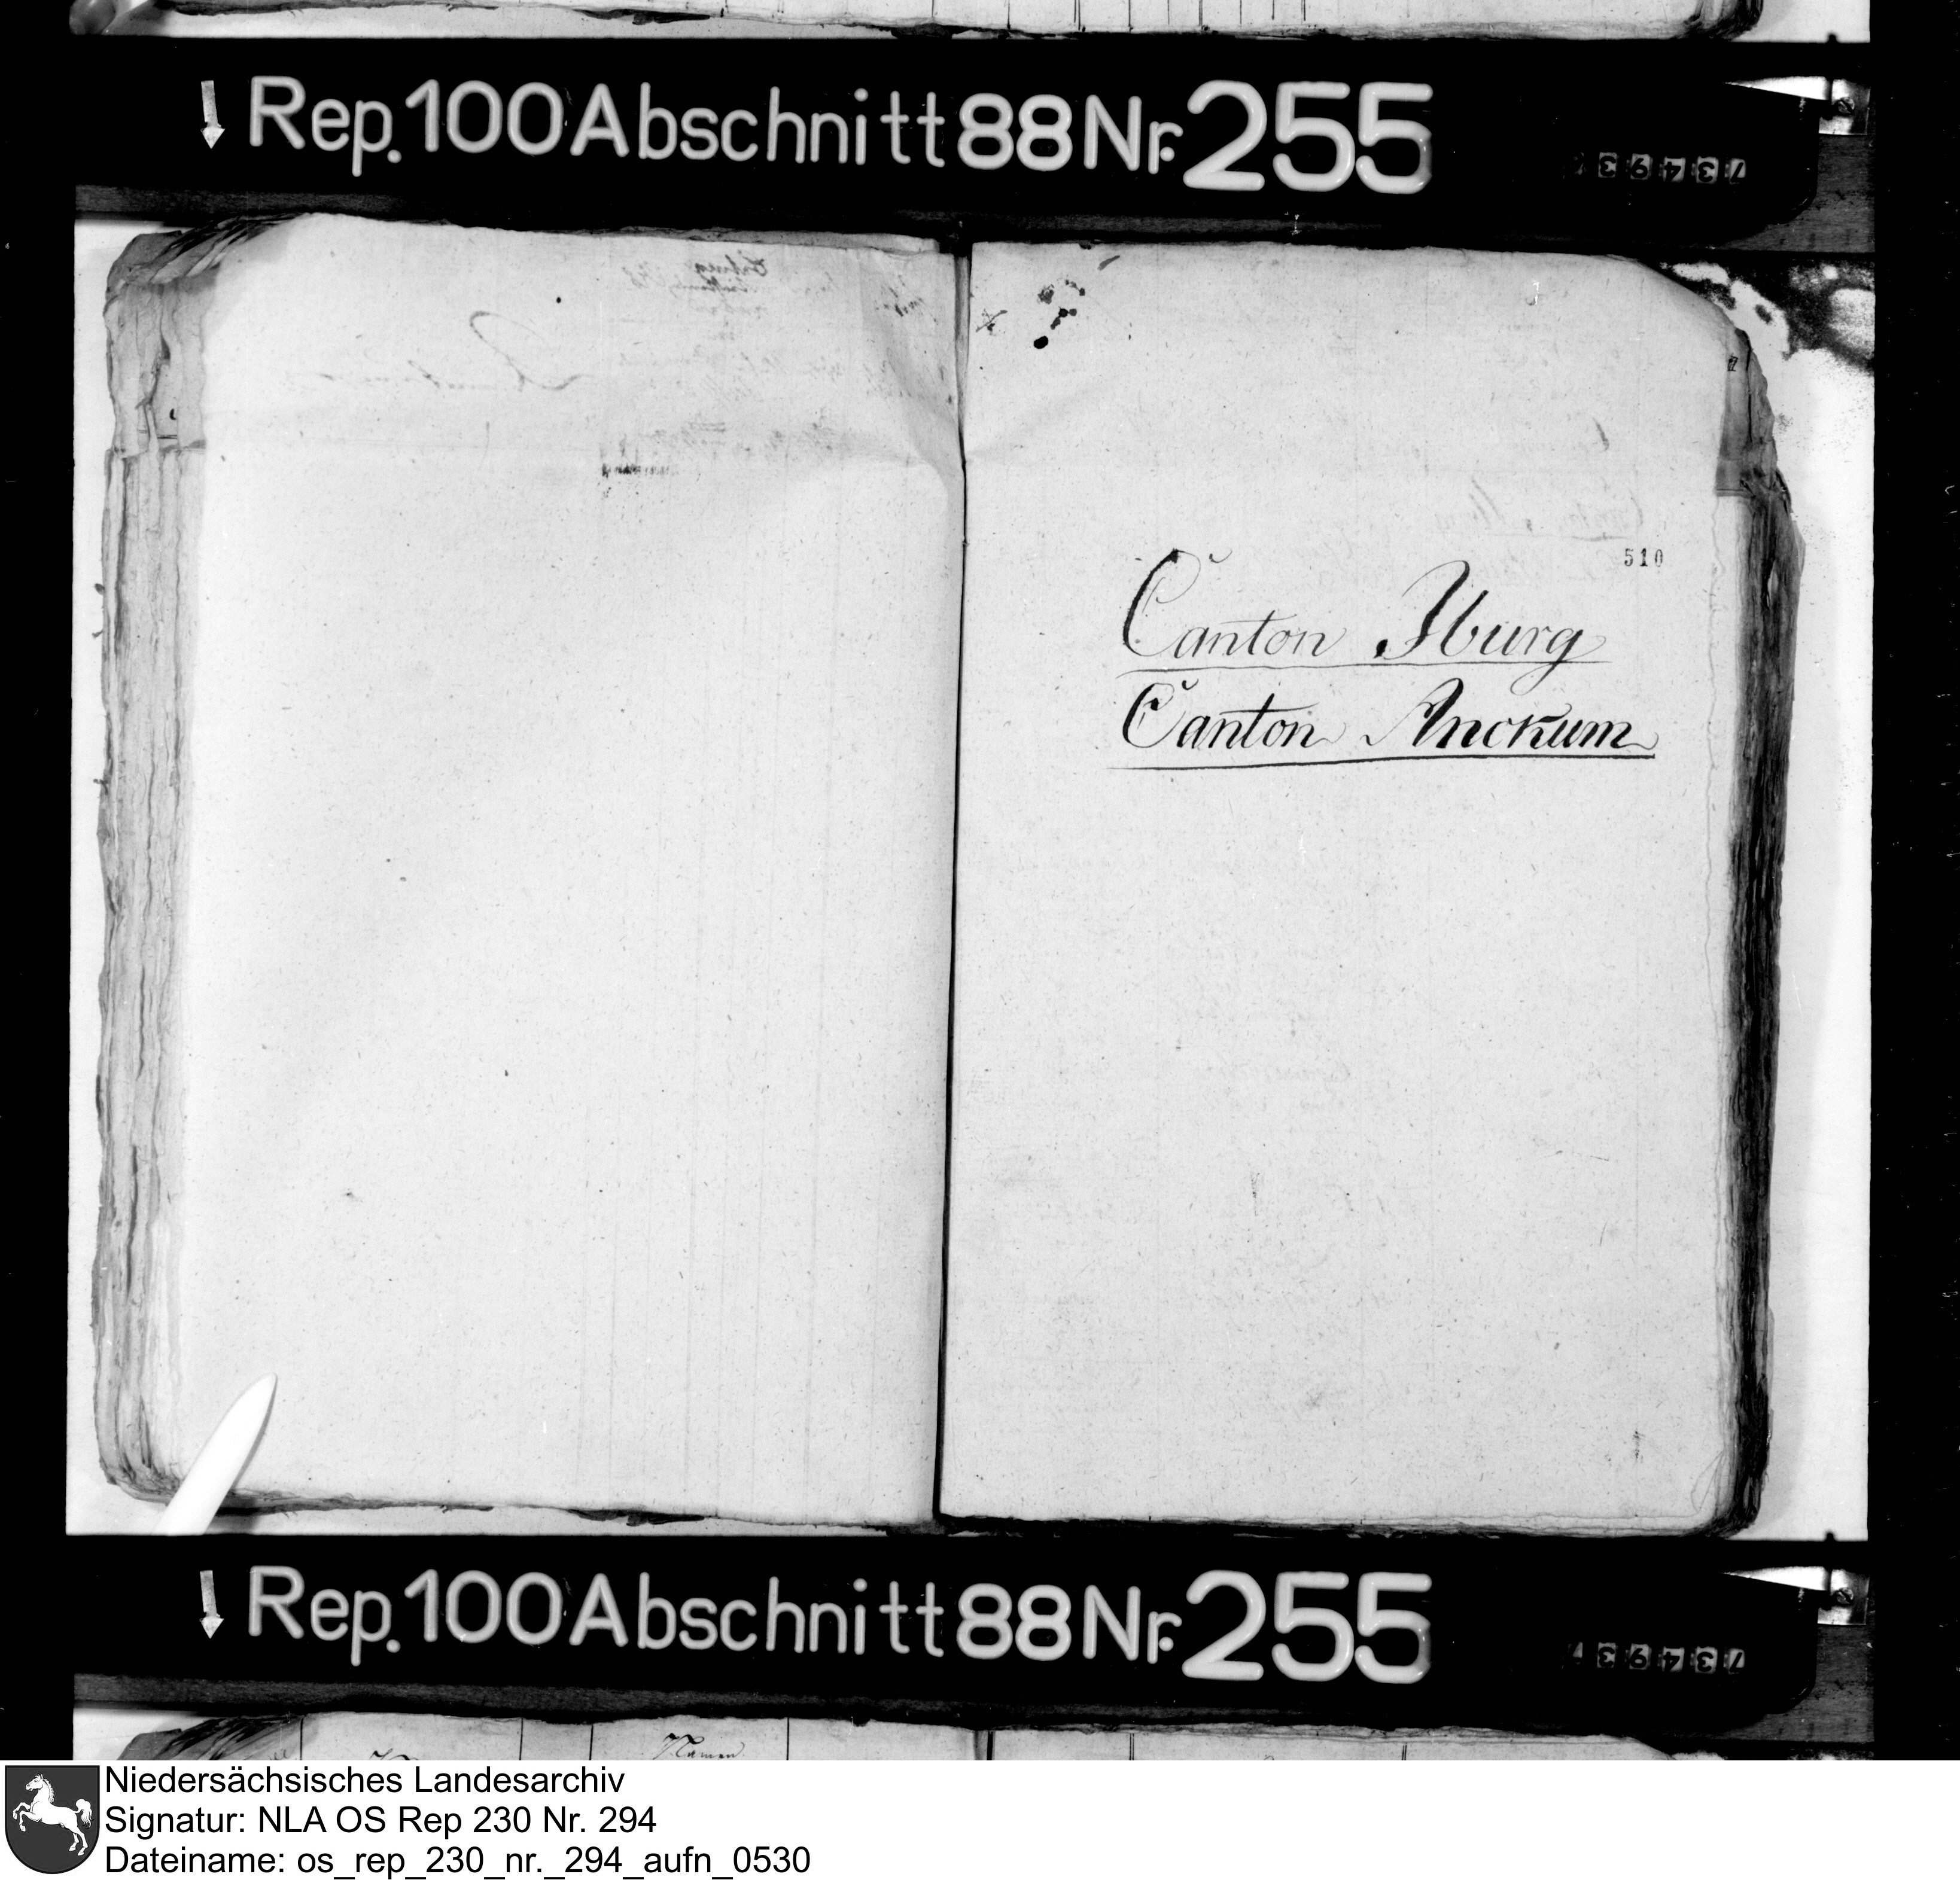 Rep. 100 Abschnitt 88 Nr. 255
510
Canton Iburg
Canton Anckum
Rep. 100 Abschnitt 88 Nr. 255
Namen
Niedersächsisches Landesarchiv
Signatur: NLA OS Rep 230 Nr. 294
Dateiname: os_rep_230_nr._294_aufn_0530